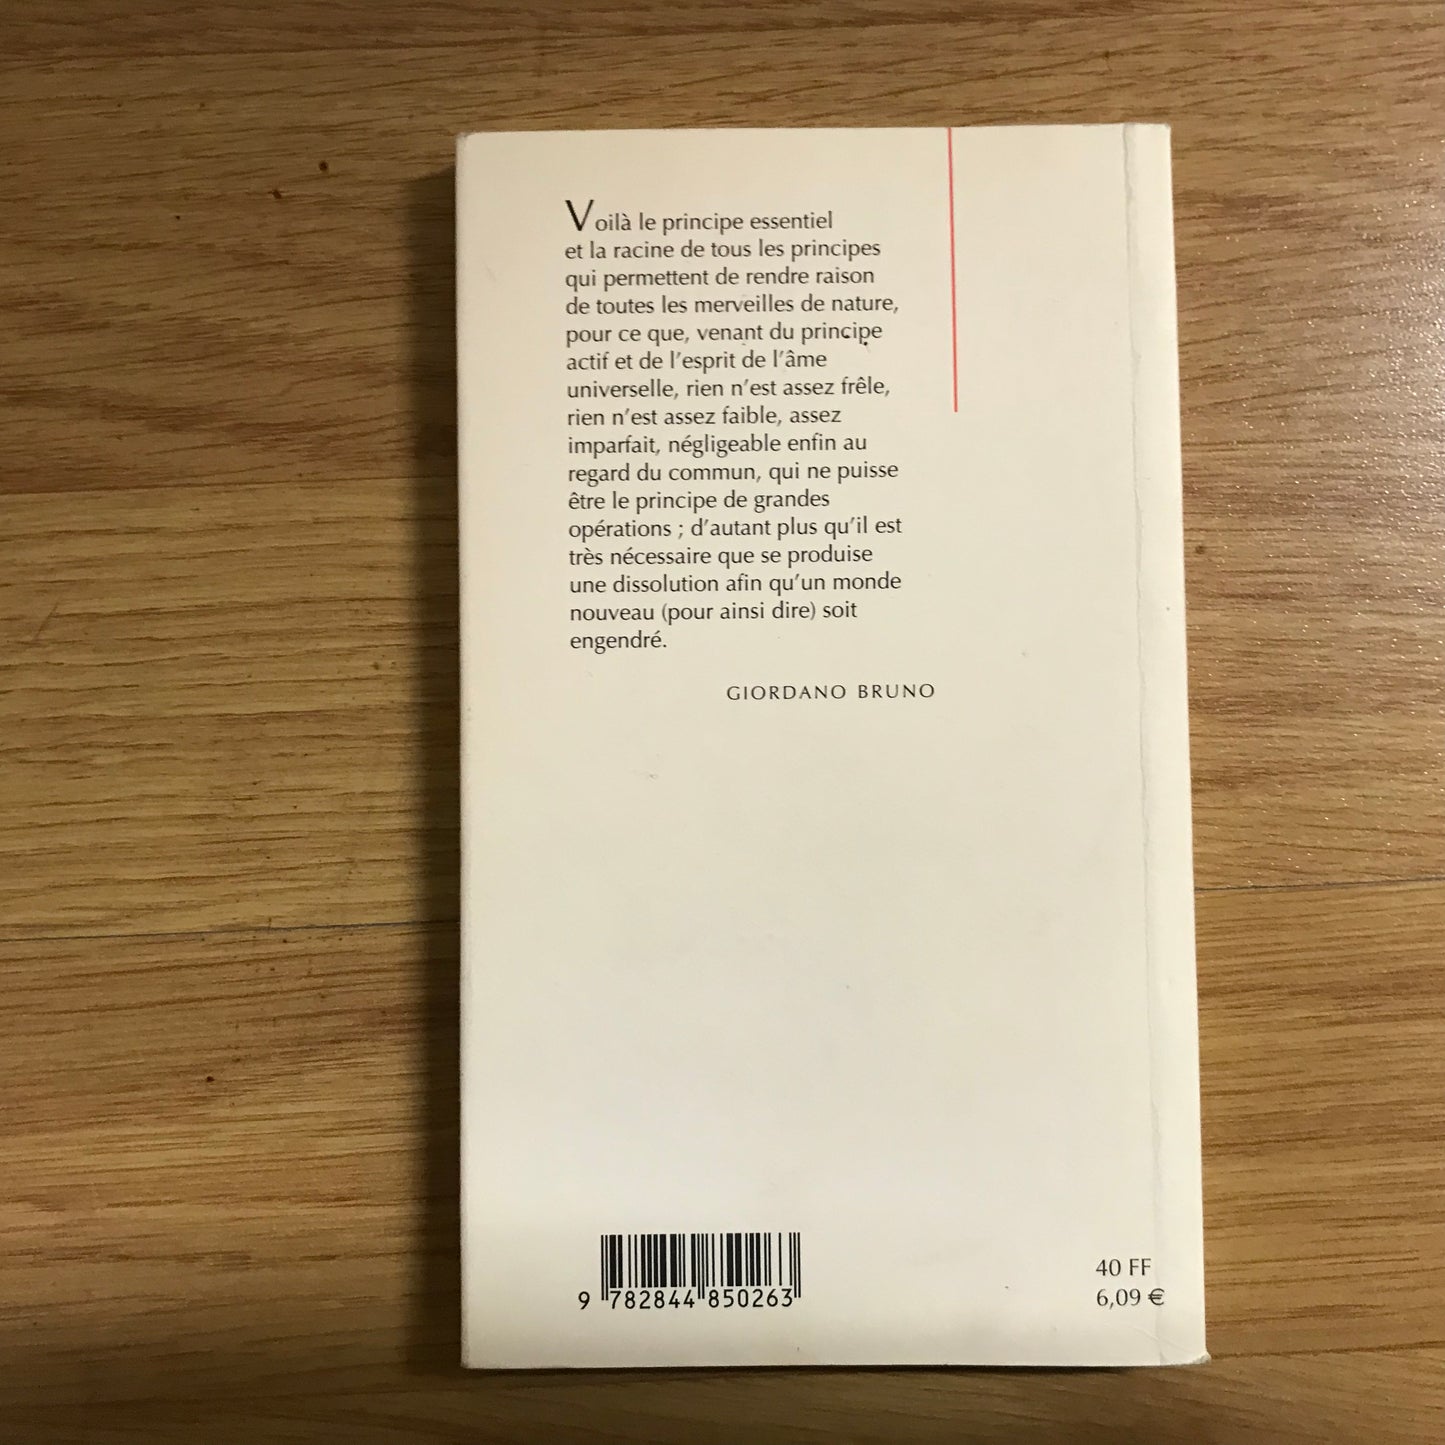 Voilà le principe essentiel
et la racine de tous les principes
qui permettent de rendre raison
de toutes les merveilles de nature,
pour ce que, venant du principe
actif et de l'esprit de l'âme
universelle, rien n'est assez frêle,
rien n'est assez faible, assez
imparfait, négligeable enfin au
regard du commun, qui ne puisse
être le principe de grandes
opérations ; d'autant plus qu'il est
très nécessaire que se produise
une dissolution afin qu'un monde
nouveau (pour ainsi dire) soit
engendré.
GIORDANO BRUNO
9 782844 850263
40 FF
6,09 €